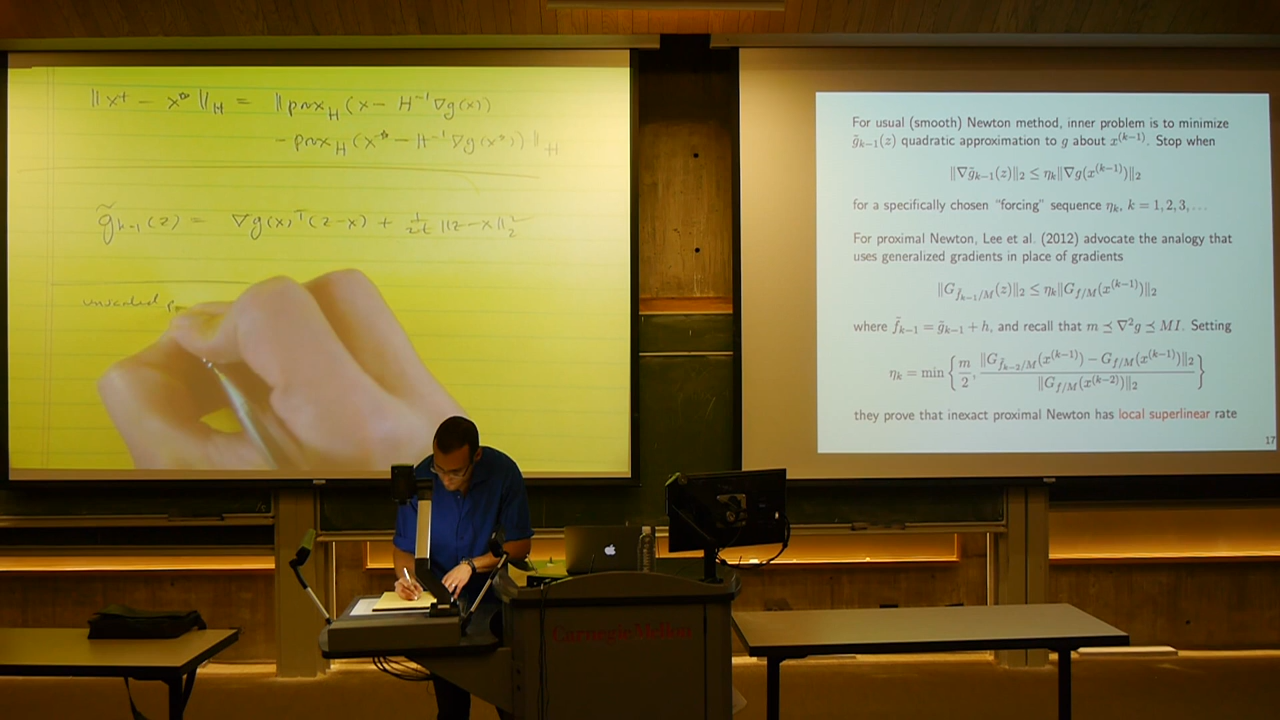 ‖x⁺ − x*‖_H = ‖prox_H(x − H⁻¹∇g(x))
− prox_H(x* − H⁻¹∇g(x*))‖_H
g̃_{k−1}(z) = ∇g(x)ᵀ(z−x) + 1/2t ‖z−x‖₂²
unscaled
For usual (smooth) Newton method, inner problem is to minimize
g̃_{k−1}(z) quadratic approximation to g about x^{(k−1)}. Stop when
‖∇g̃_{k−1}(z)‖₂ ≤ η_k‖∇g(x^{(k−1)})‖₂
for a specifically chosen “forcing” sequence η_k, k = 1, 2, 3, …
For proximal Newton, Lee et al. (2012) advocate the analogy that
uses generalized gradients in place of gradients
‖G_{f̃_{k−1}/M}(z)‖₂ ≤ η_k‖G_{f/M}(x^{(k−1)})‖₂
where f̃_{k−1} = g̃_{k−1} + h, and recall that m ⪯ ∇²g ⪯ MI. Setting
η_k = min { m/2, ‖G_{f̃_{k−2}/M}(x^{(k−1)}) − G_{f/M}(x^{(k−1)})‖₂ / ‖G_{f/M}(x^{(k−2)})‖₂ }
they prove that inexact proximal Newton has local superlinear rate
17
Carnegie Mellon